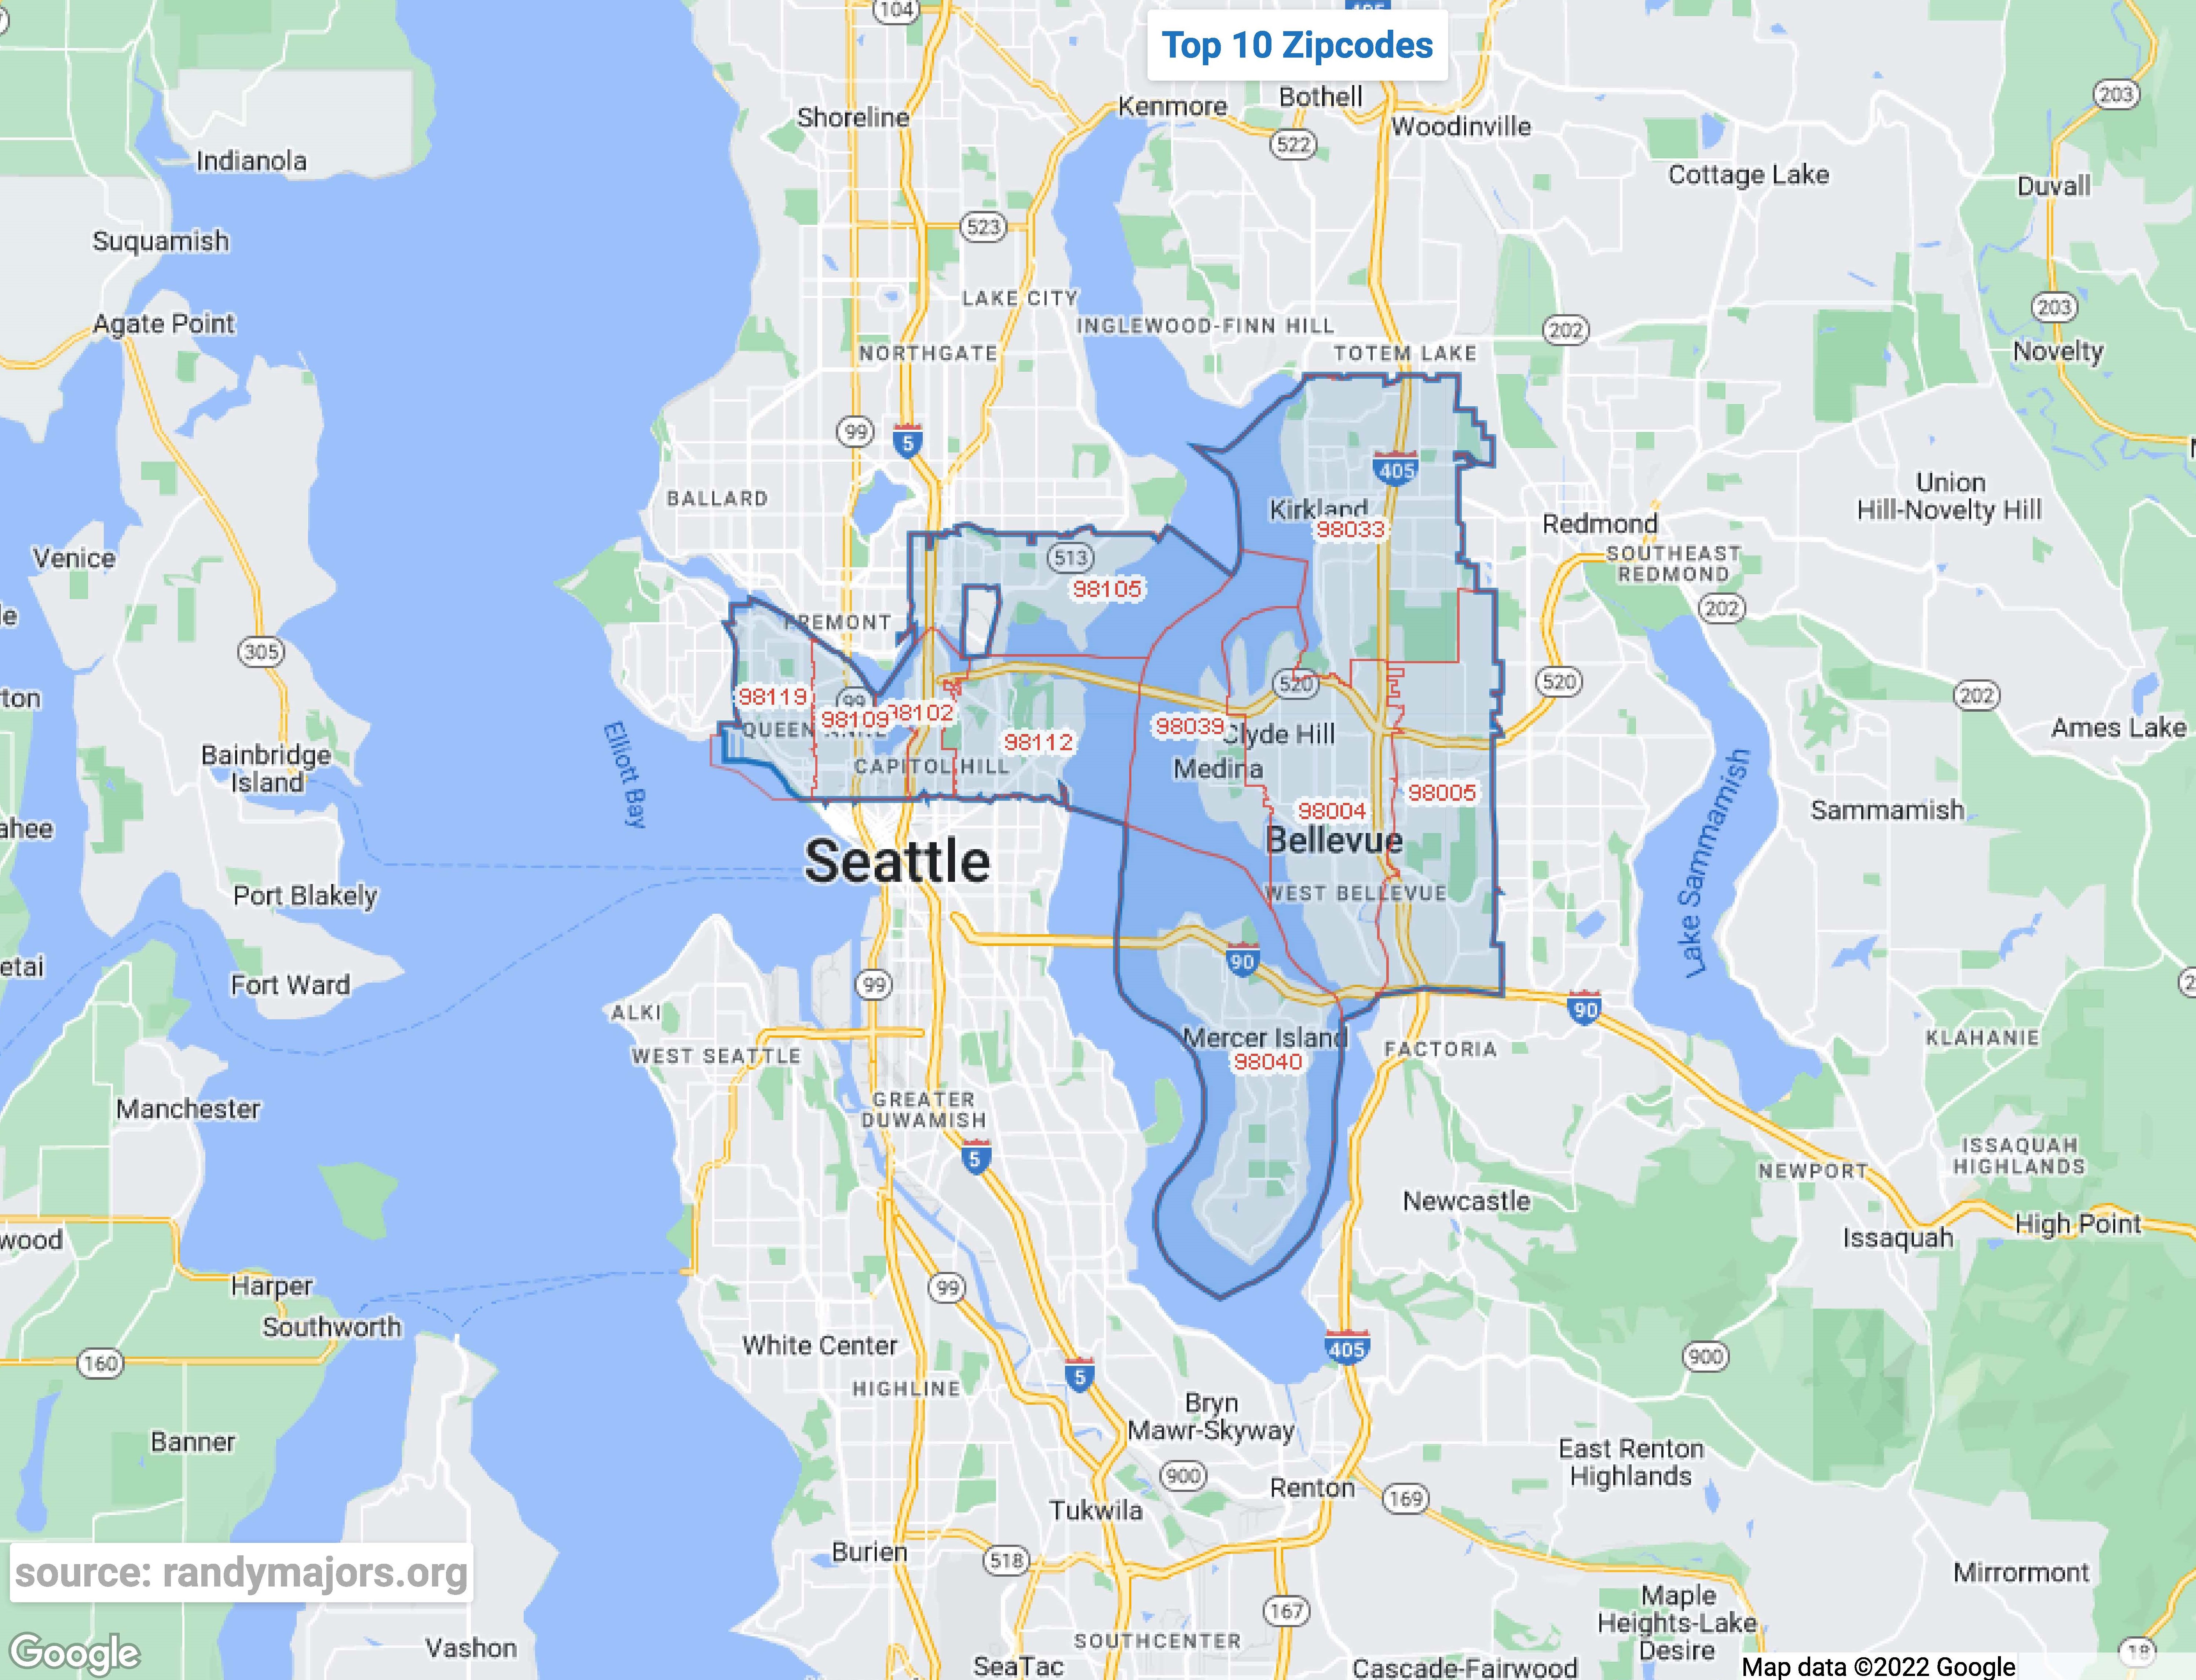 104
405
Top 10 Zipcodes
Kenmore
Bothell
Woodinville
203
Shoreline
522
Indianola
Cottage Lake
Duvall
523
Suquamish
LAKE CITY
203
Agate Point
INGLEWOOD-FINN HILL
202
NORTHGATE
TOTEM LAKE
Novelty
99
5
405
BALLARD
Union
Hill-Novelty Hill
Kirkland
98033
Redmond
Venice
513
SOUTHEAST
REDMOND
98105
202
FREMONT
305
98119
99
98109
98102
520
520
202
QUEEN ANNE
98112
98039
Clyde Hill
Ames Lake
Elliott Bay
Bainbridge
Island
CAPITOL HILL
Medina
98005
98004
Sammamish
Lake Sammamish
ahee
Seattle
Bellevue
Port Blakely
WEST BELLEVUE
etai
90
Fort Ward
99
90
ALKI
Mercer Island
98040
FACTORIA
KLAHANIE
WEST SEATTLE
Manchester
GREATER
DUWAMISH
5
ISSAQUAH
HIGHLANDS
NEWPORT
Newcastle
wood
Issaquah
High Point
Harper
99
Southworth
160
White Center
405
900
HIGHLINE
5
Bryn
Mawr-Skyway
Banner
East Renton
Highlands
900
Renton
169
Tukwila
Burien
518
source: randymajors.org
Mirrormont
167
Maple
Heights-Lake
Desire
Google
Vashon
SOUTHCENTER
18
SeaTac
Cascade-Fairwood
Map data ©2022 Google